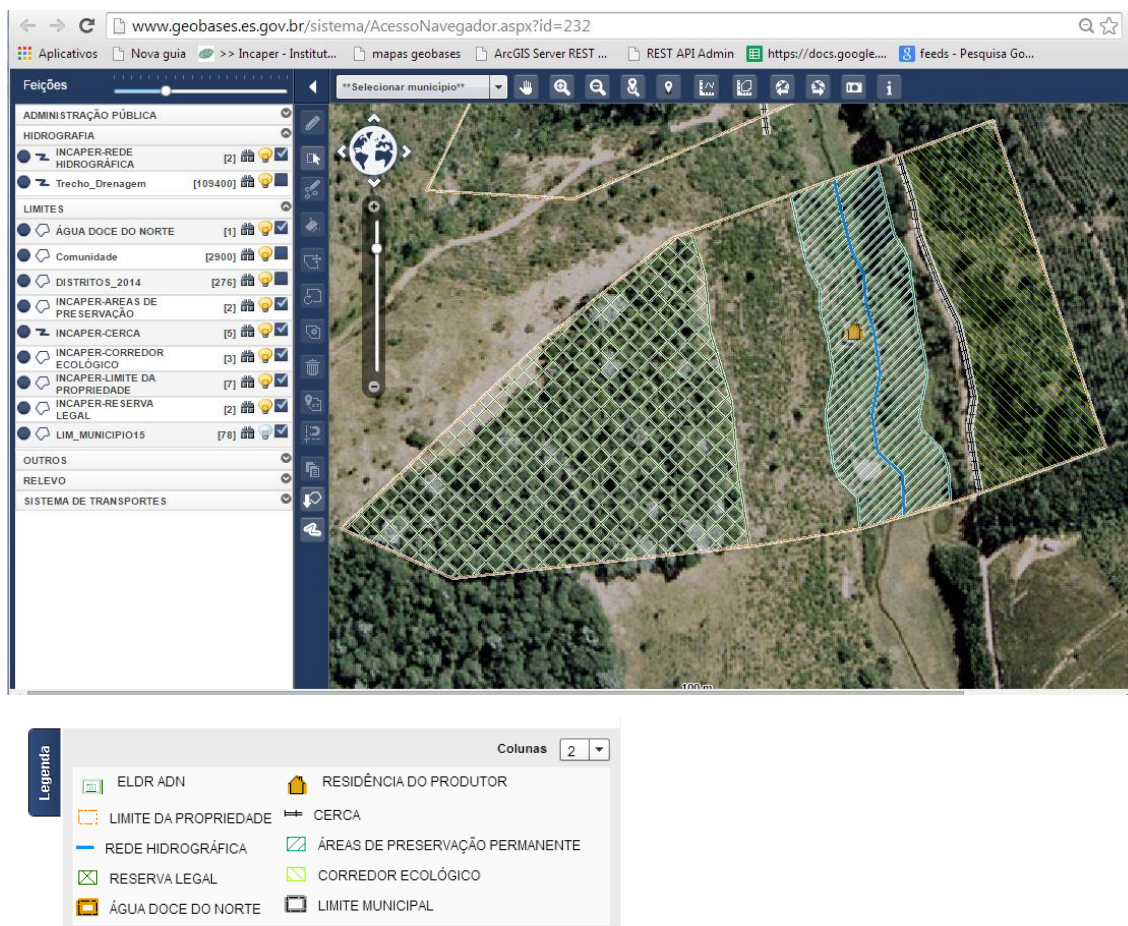 www.geobases.es.gov.br/sistema/AcessoNavegador.aspx?id=232
Aplicativos Nova guia >> Incaper - Institut... mapas geobases ArcGIS Server REST ... REST API Admin https://docs.google.... feeds - Pesquisa Go...
Feições **Selecionar município**
ADMINISTRAÇÃO PÚBLICA
HIDROGRAFIA
INCAPER-REDE
HIDROGRÁFICA [2]
Trecho_Drenagem [109400]
LIMITES
ÁGUA DOCE DO NORTE [1]
Comunidade [2900]
DISTRITOS_2014 [276]
INCAPER-AREAS DE
PRESERVAÇÃO [2]
INCAPER-CERCA [5]
INCAPER-CORREDOR
ECOLÓGICO [3]
INCAPER-LIMITE DA
PROPRIEDADE [7]
INCAPER-RESERVA
LEGAL [2]
LIM_MUNICIPIO15 [78]
OUTROS
RELEVO
SISTEMA DE TRANSPORTES
100 m
Legenda
Colunas 2
ELDR ADN RESIDÊNCIA DO PRODUTOR
LIMITE DA PROPRIEDADE CERCA
REDE HIDROGRÁFICA ÁREAS DE PRESERVAÇÃO PERMANENTE
RESERVA LEGAL CORREDOR ECOLÓGICO
ÁGUA DOCE DO NORTE LIMITE MUNICIPAL